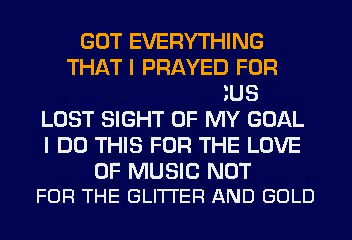 GOT EVERYTHING
THAT I PRAYED FOR
LOST SIGHT OF MY GOAL
I DO THIS FOR THE LOVE
OF MUSIC NOT
FOR THE GLITTER AND GOLD